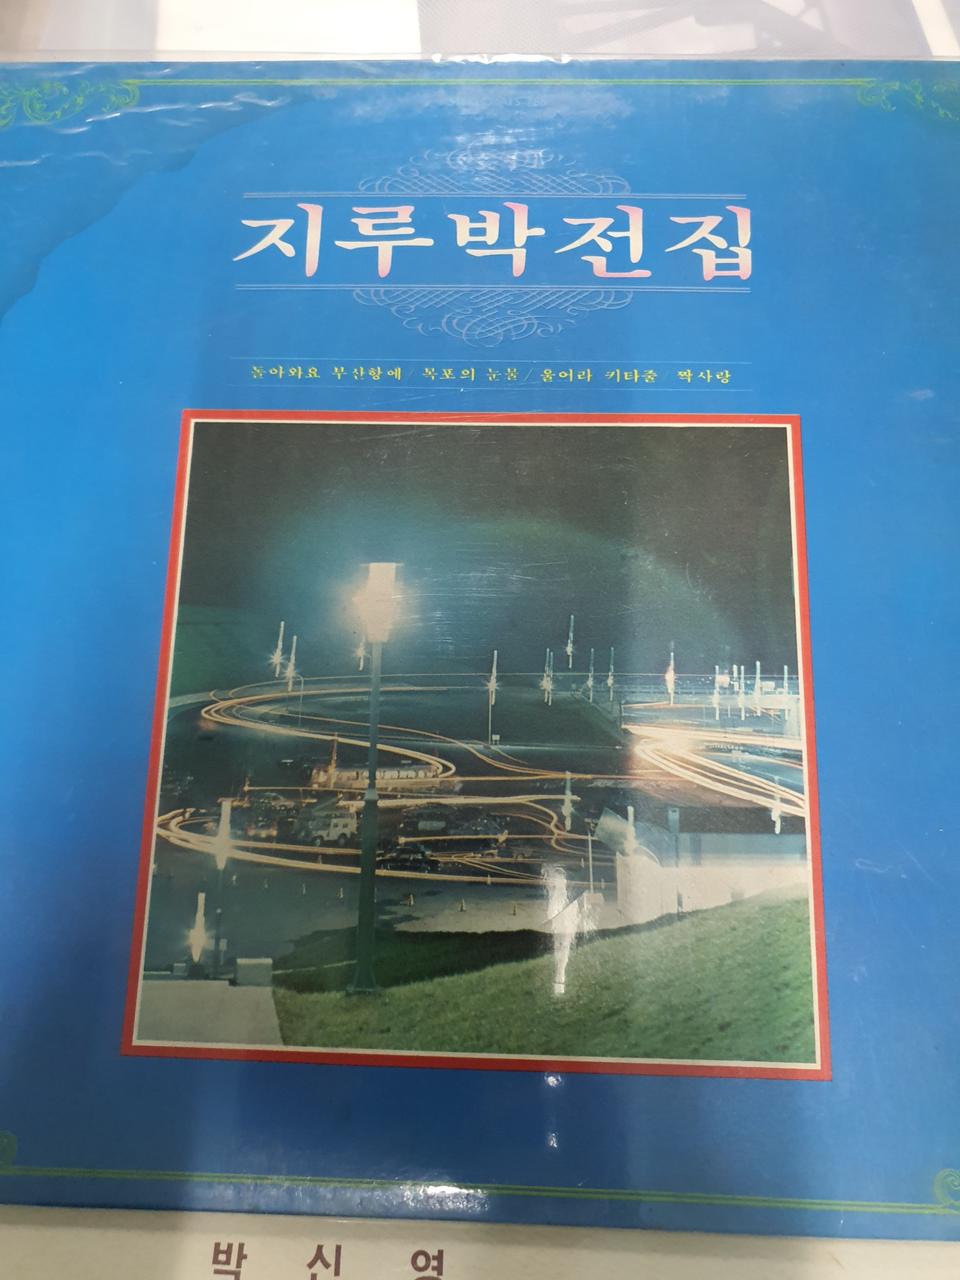 지루박전집
돌아와요 부산항에 / 목포의 눈물 / 울어라 키타줄 / 짝사랑
박 신 영